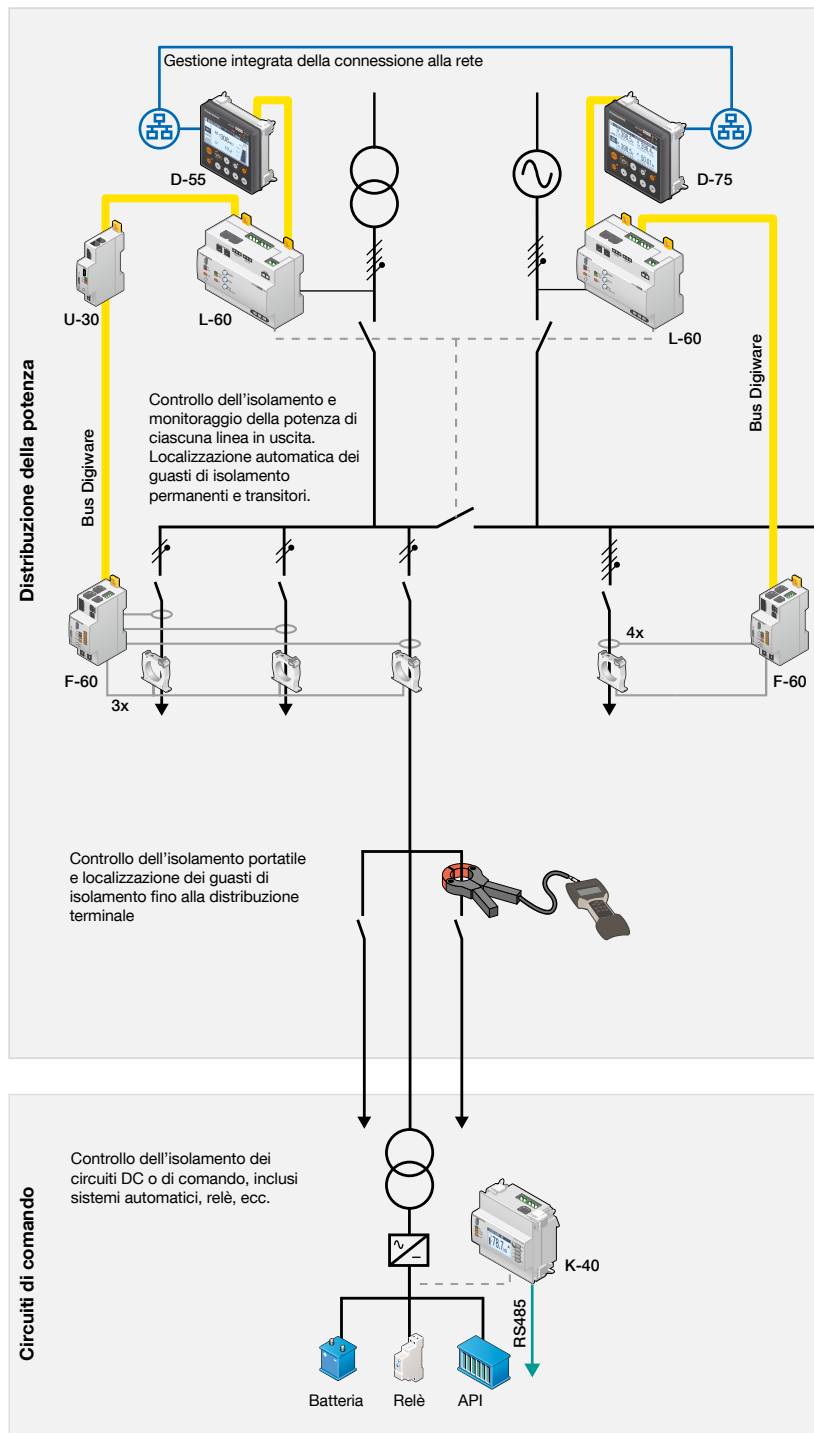 Gestione integrata della connessione alla rete
D-55
D-75
U-30
L-60
L-60
Distribuzione della potenza
Bus Digiware
Bus Digiware
Controllo dell'isolamento e
monitoraggio della potenza di
ciascuna linea in uscita.
Localizzazione automatica dei
guasti di isolamento
permanenti e transitori.
4x
F-60
F-60
3x
Controllo dell'isolamento portatile
e localizzazione dei guasti di
isolamento fino alla distribuzione
terminale
Circuiti di comando
Controllo dell'isolamento dei
circuiti DC o di comando, inclusi
sistemi automatici, relè, ecc.
K-40
RS485
Batteria
Relè
API